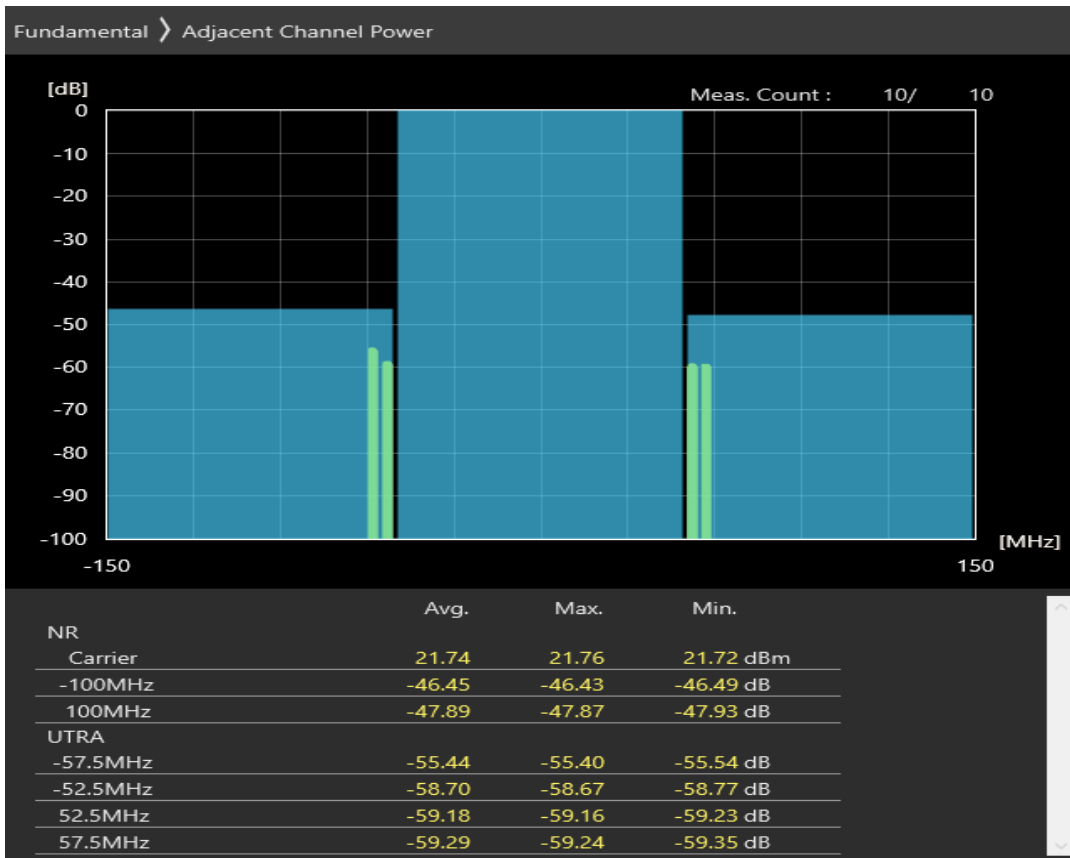 Fundamental ❭ Adjacent Channel Power
[dB]
Meas. Count : 10/ 10
0
-10
-20
-30
-40
-50
-60
-70
-80
-90
-100
[MHz]
-150 150
Avg. Max. Min.
NR
Carrier 21.74 21.76 21.72 dBm
-100MHz -46.45 -46.43 -46.49 dB
100MHz -47.89 -47.87 -47.93 dB
UTRA
-57.5MHz -55.44 -55.40 -55.54 dB
-52.5MHz -58.70 -58.67 -58.77 dB
52.5MHz -59.18 -59.16 -59.23 dB
57.5MHz -59.29 -59.24 -59.35 dB